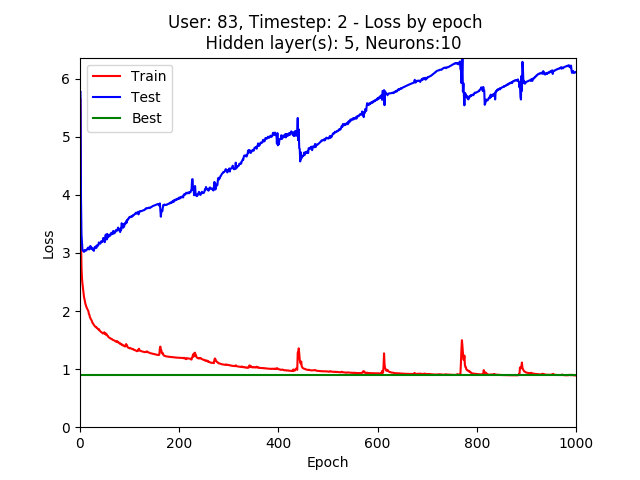 User: 83, Timestep: 2 - Loss by epoch
Hidden layer(s): 5, Neurons:10
Train
Test
Best
6
5
4
3
2
1
0
Loss
0 200 400 600 800 1000
Epoch